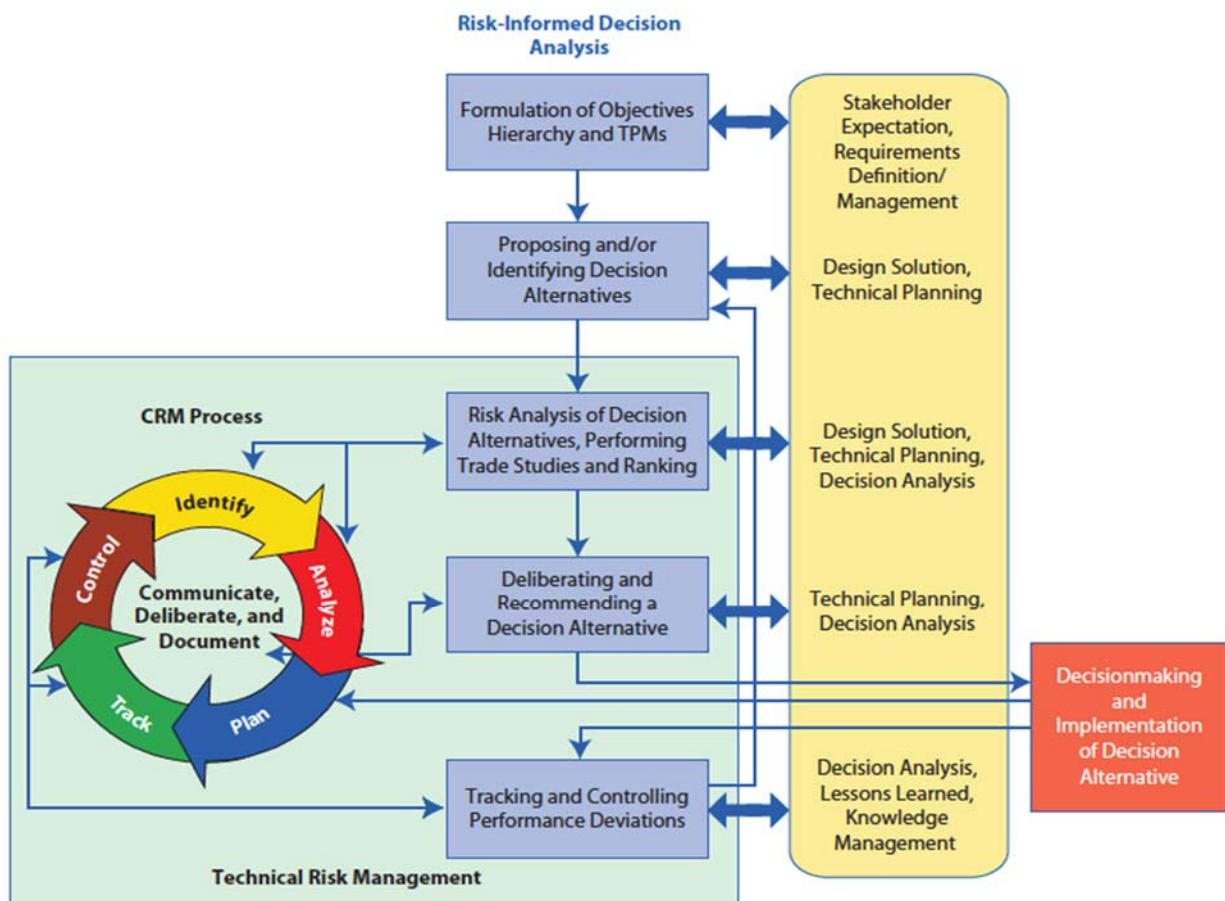 Risk-Informed Decision
Analysis
Formulation of Objectives
Hierarchy and TPMs
Stakeholder
Expectation,
Requirements
Definition/
Management
Proposing and/or
Identifying Decision
Alternatives
Design Solution,
Technical Planning
CRM Process
Risk Analysis of Decision
Alternatives, Performing
Trade Studies and Ranking
Design Solution,
Technical Planning,
Decision Analysis
Identify
Analyze
Plan
Track
Control
Communicate,
Deliberate, and
Document
Deliberating and
Recommending a
Decision Alternative
Technical Planning,
Decision Analysis
Decisionmaking
and
Implementation
of Decision
Alternative
Tracking and Controlling
Performance Deviations
Decision Analysis,
Lessons Learned,
Knowledge
Management
Technical Risk Management